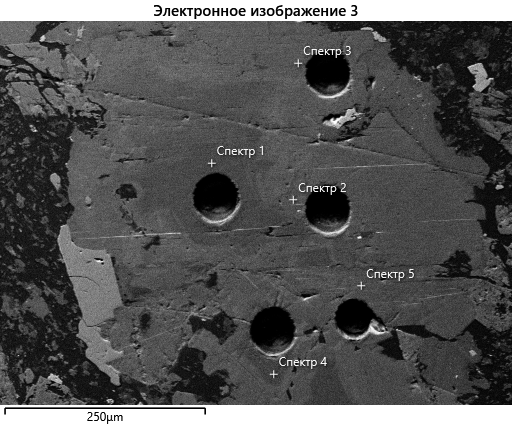 Электронное изображение 3
Спектр 3
Спектр 1
Спектр 2
Спектр 5
Спектр 4
250µm